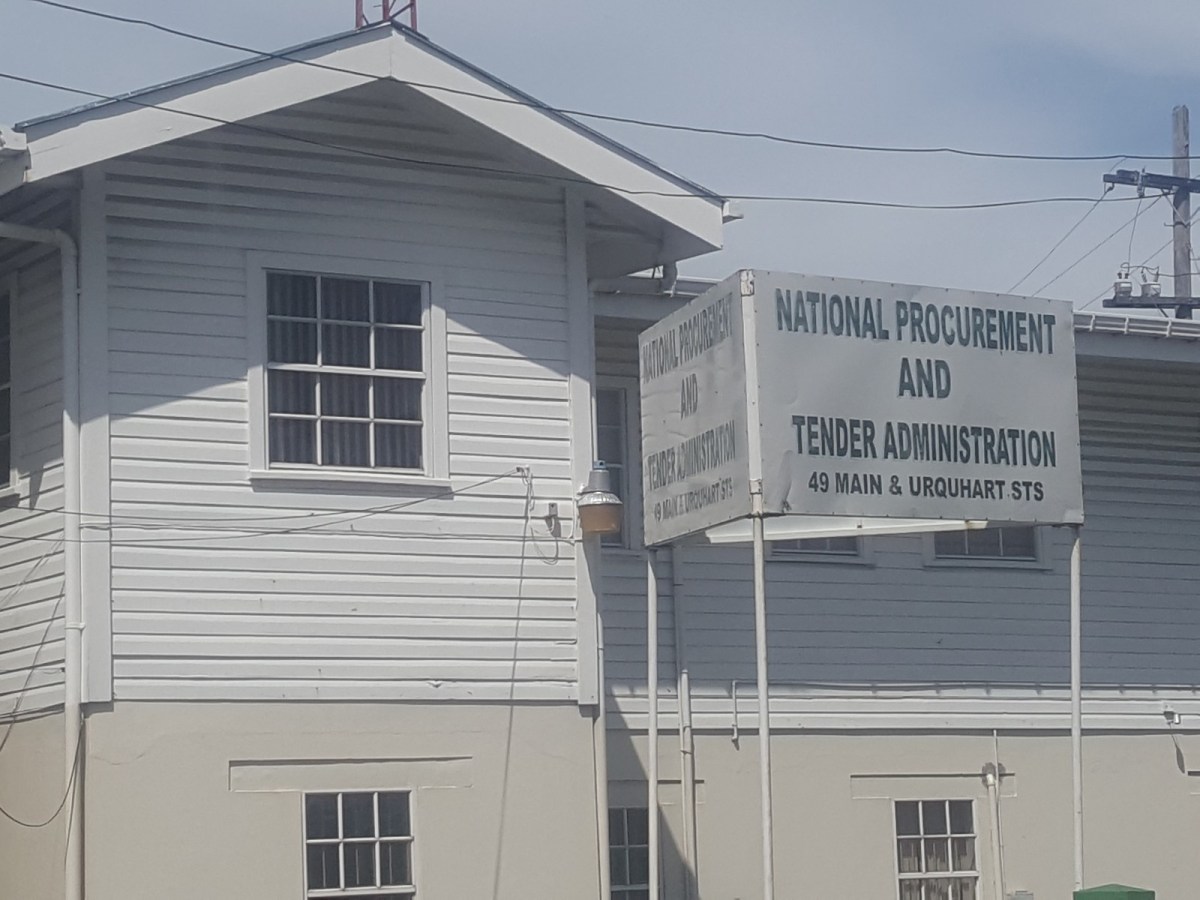 NATIONAL PROCUREMENT
AND
TENDER ADMINISTRATION
49 MAIN & URQUHART STS
NATIONAL PROCUREMENT
AND
TENDER ADMINISTRATION
49 MAIN & URQUHART STS